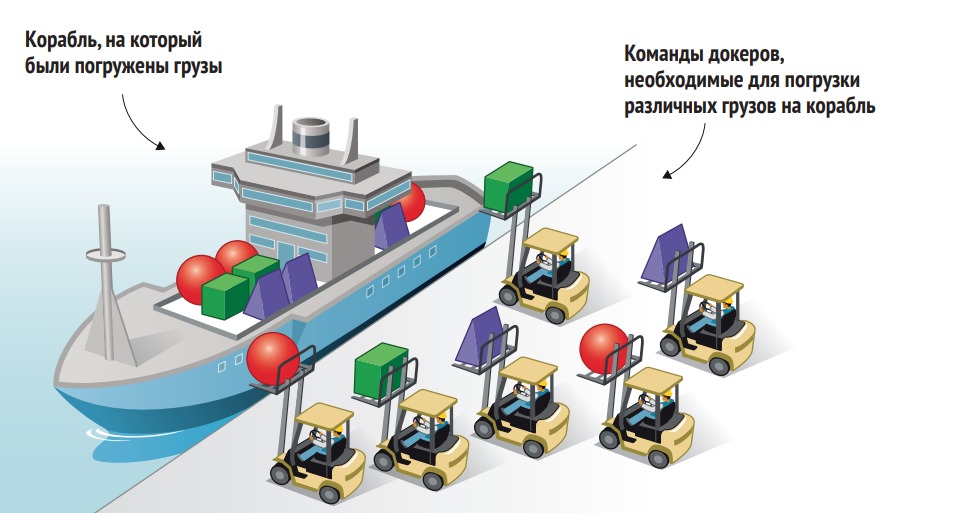 Корабль, на который
были погружены грузы
Команды докеров,
необходимые для погрузки
различных грузов на корабль